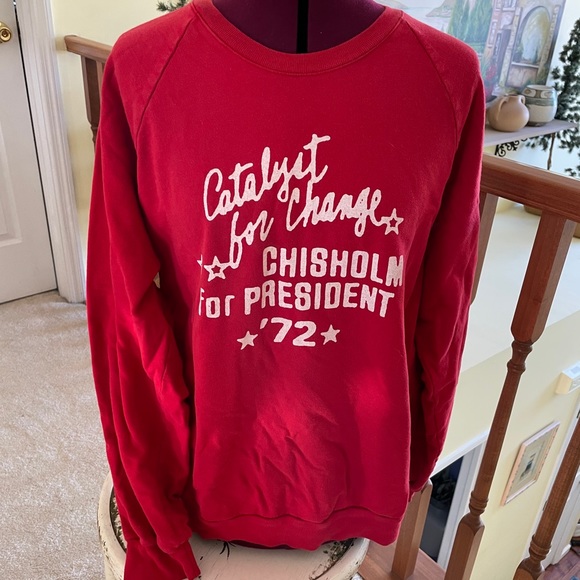 Catalyst
for Change
CHISHOLM
For PRESIDENT
'72